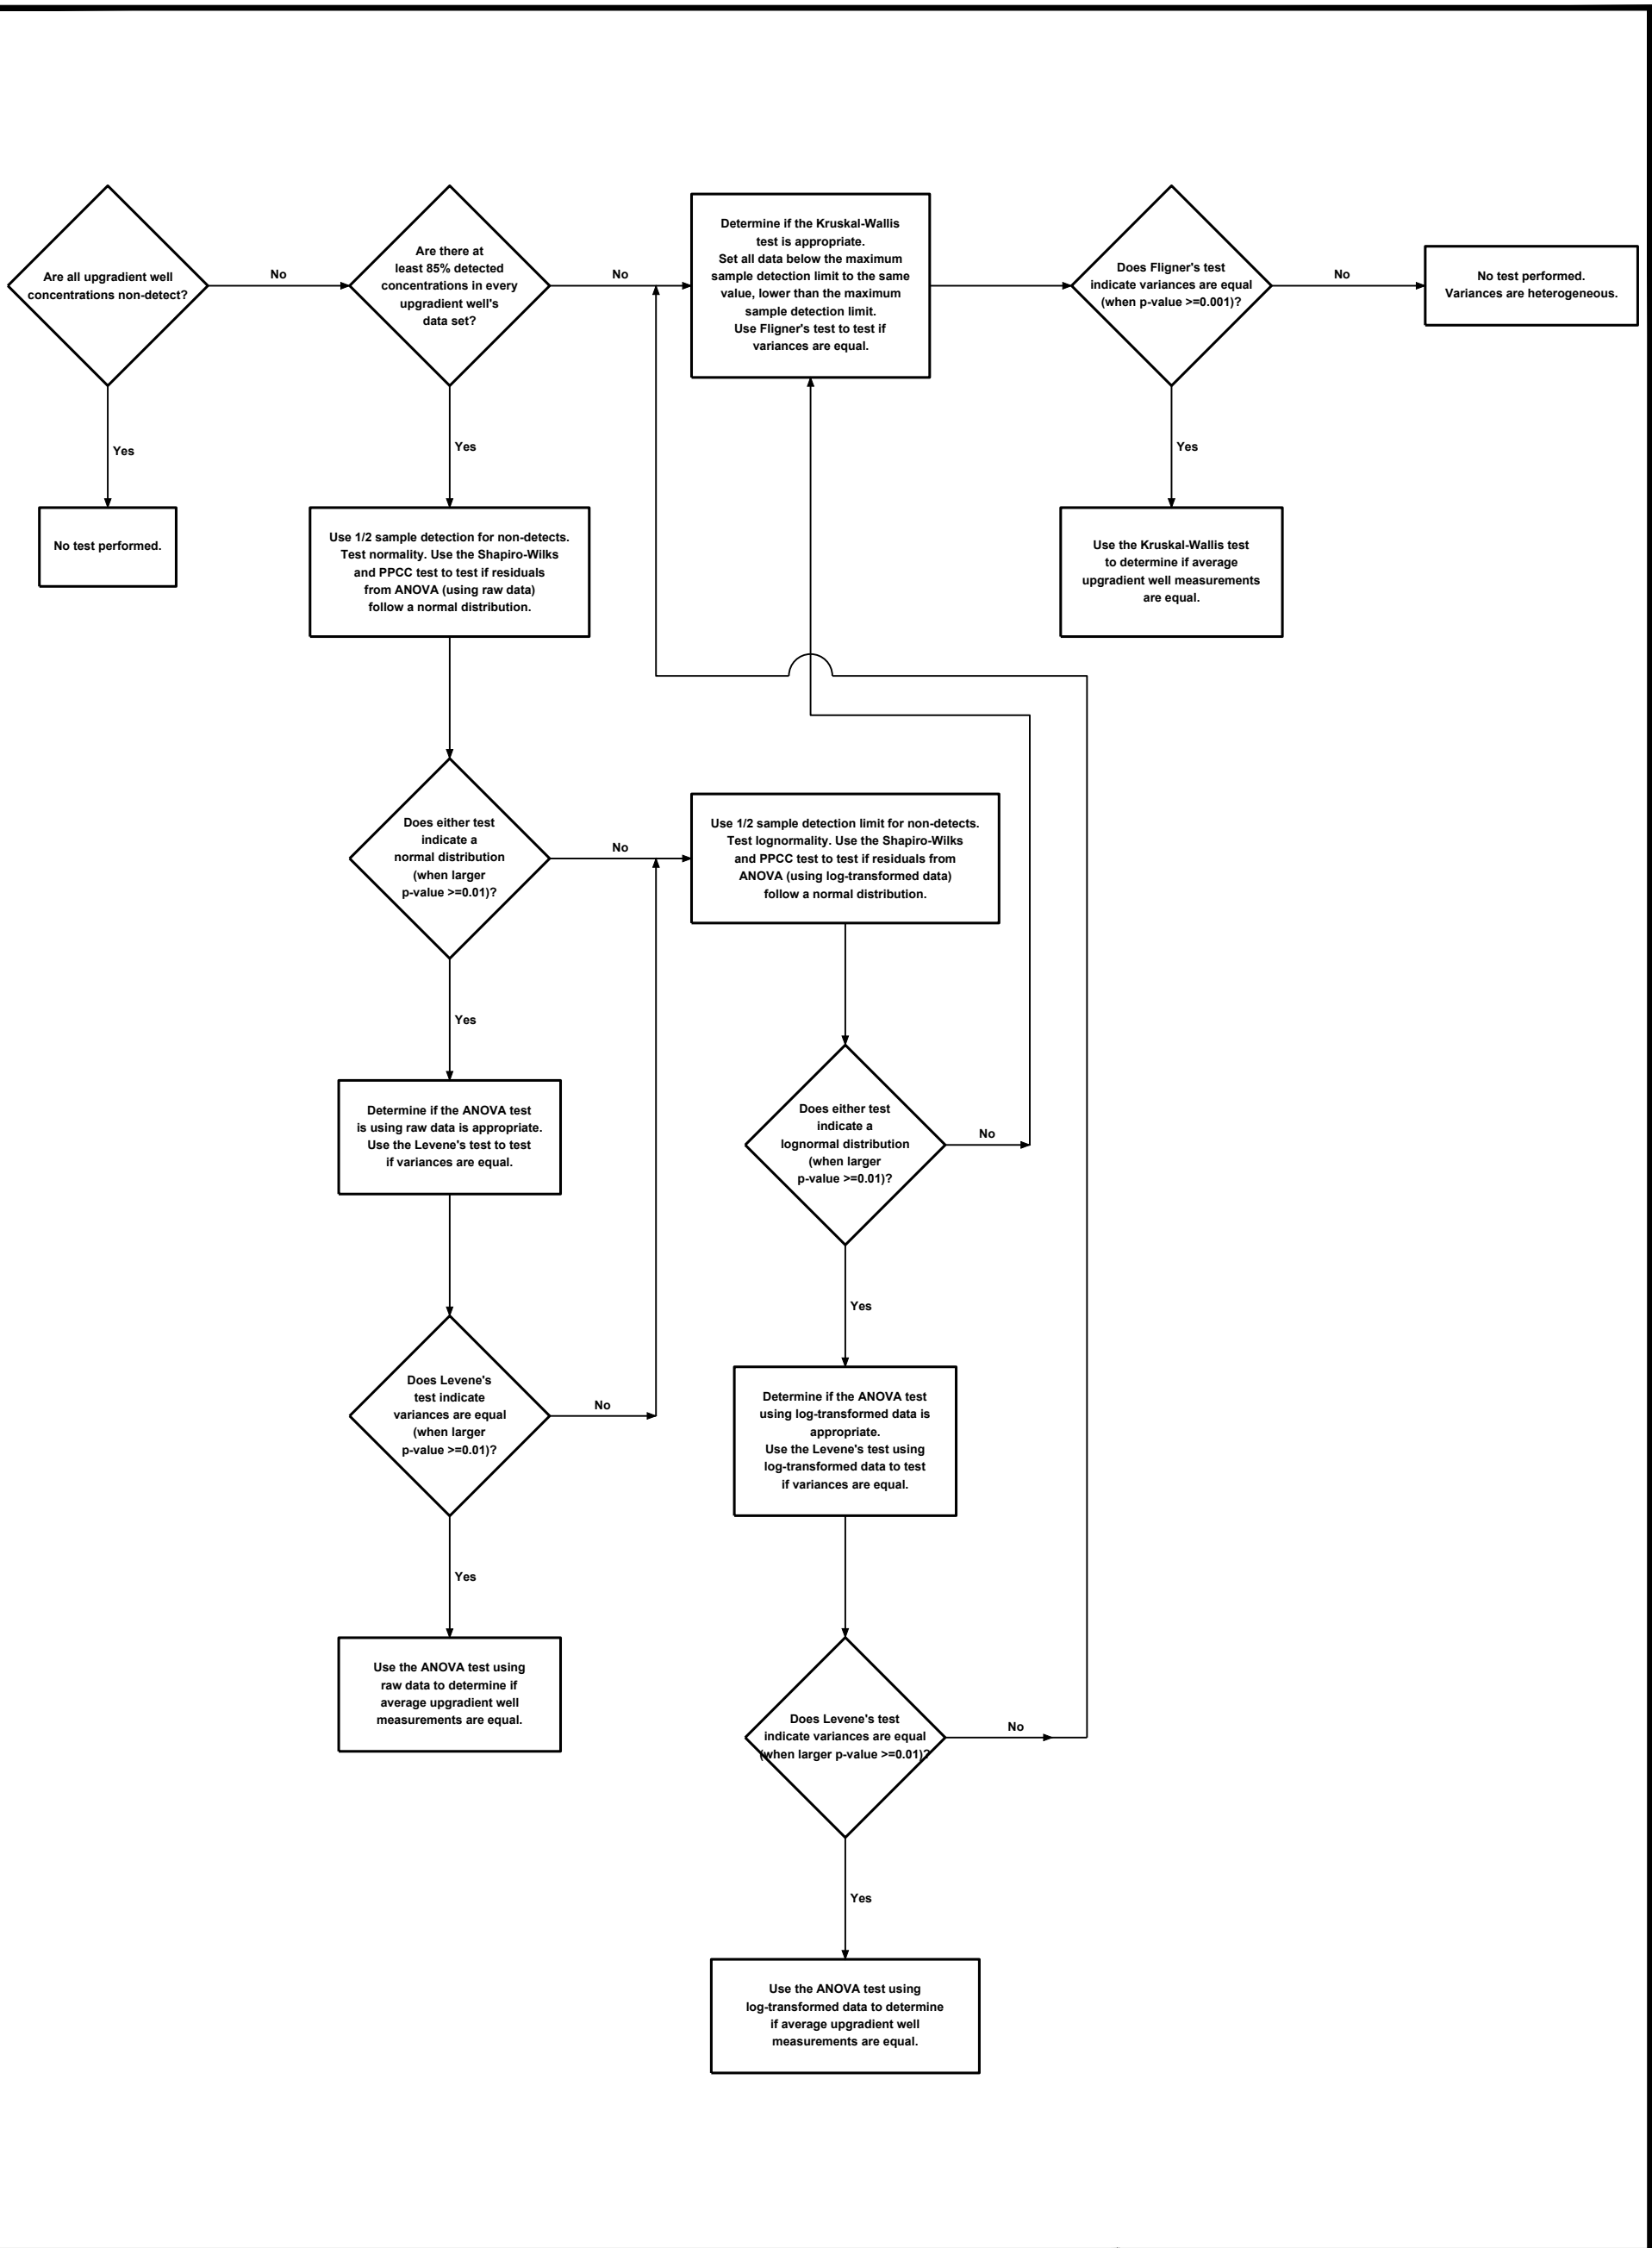 Are all upgradient well
concentrations non-detect?
No
Yes
No test performed.
Are there at
least 85% detected
concentrations in every
upgradient well's
data set?
No
Yes
Determine if the Kruskal-Wallis
test is appropriate.
Set all data below the maximum
sample detection limit to the same
value, lower than the maximum
sample detection limit.
Use Fligner's test to test if
variances are equal.
Does Fligner's test
indicate variances are equal
(when p-value >=0.001)?
No
No test performed.
Variances are heterogeneous.
Yes
Use the Kruskal-Wallis test
to determine if average
upgradient well measurements
are equal.
Use 1/2 sample detection for non-detects.
Test normality. Use the Shapiro-Wilks
and PPCC test to test if residuals
from ANOVA (using raw data)
follow a normal distribution.
Does either test
indicate a
normal distribution
(when larger
p-value >=0.01)?
No
Yes
Use 1/2 sample detection limit for non-detects.
Test lognormality. Use the Shapiro-Wilks
and PPCC test to test if residuals from
ANOVA (using log-transformed data)
follow a normal distribution.
Determine if the ANOVA test
is using raw data is appropriate.
Use the Levene's test to test
if variances are equal.
Does either test
indicate a
lognormal distribution
(when larger
p-value >=0.01)?
No
Yes
Does Levene's
test indicate
variances are equal
(when larger
p-value >=0.01)?
No
Yes
Determine if the ANOVA test
using log-transformed data is
appropriate.
Use the Levene's test using
log-transformed data to test
if variances are equal.
Use the ANOVA test using
raw data to determine if
average upgradient well
measurements are equal.
Does Levene's test
indicate variances are equal
(when larger p-value >=0.01)?
No
Yes
Use the ANOVA test using
log-transformed data to determine
if average upgradient well
measurements are equal.